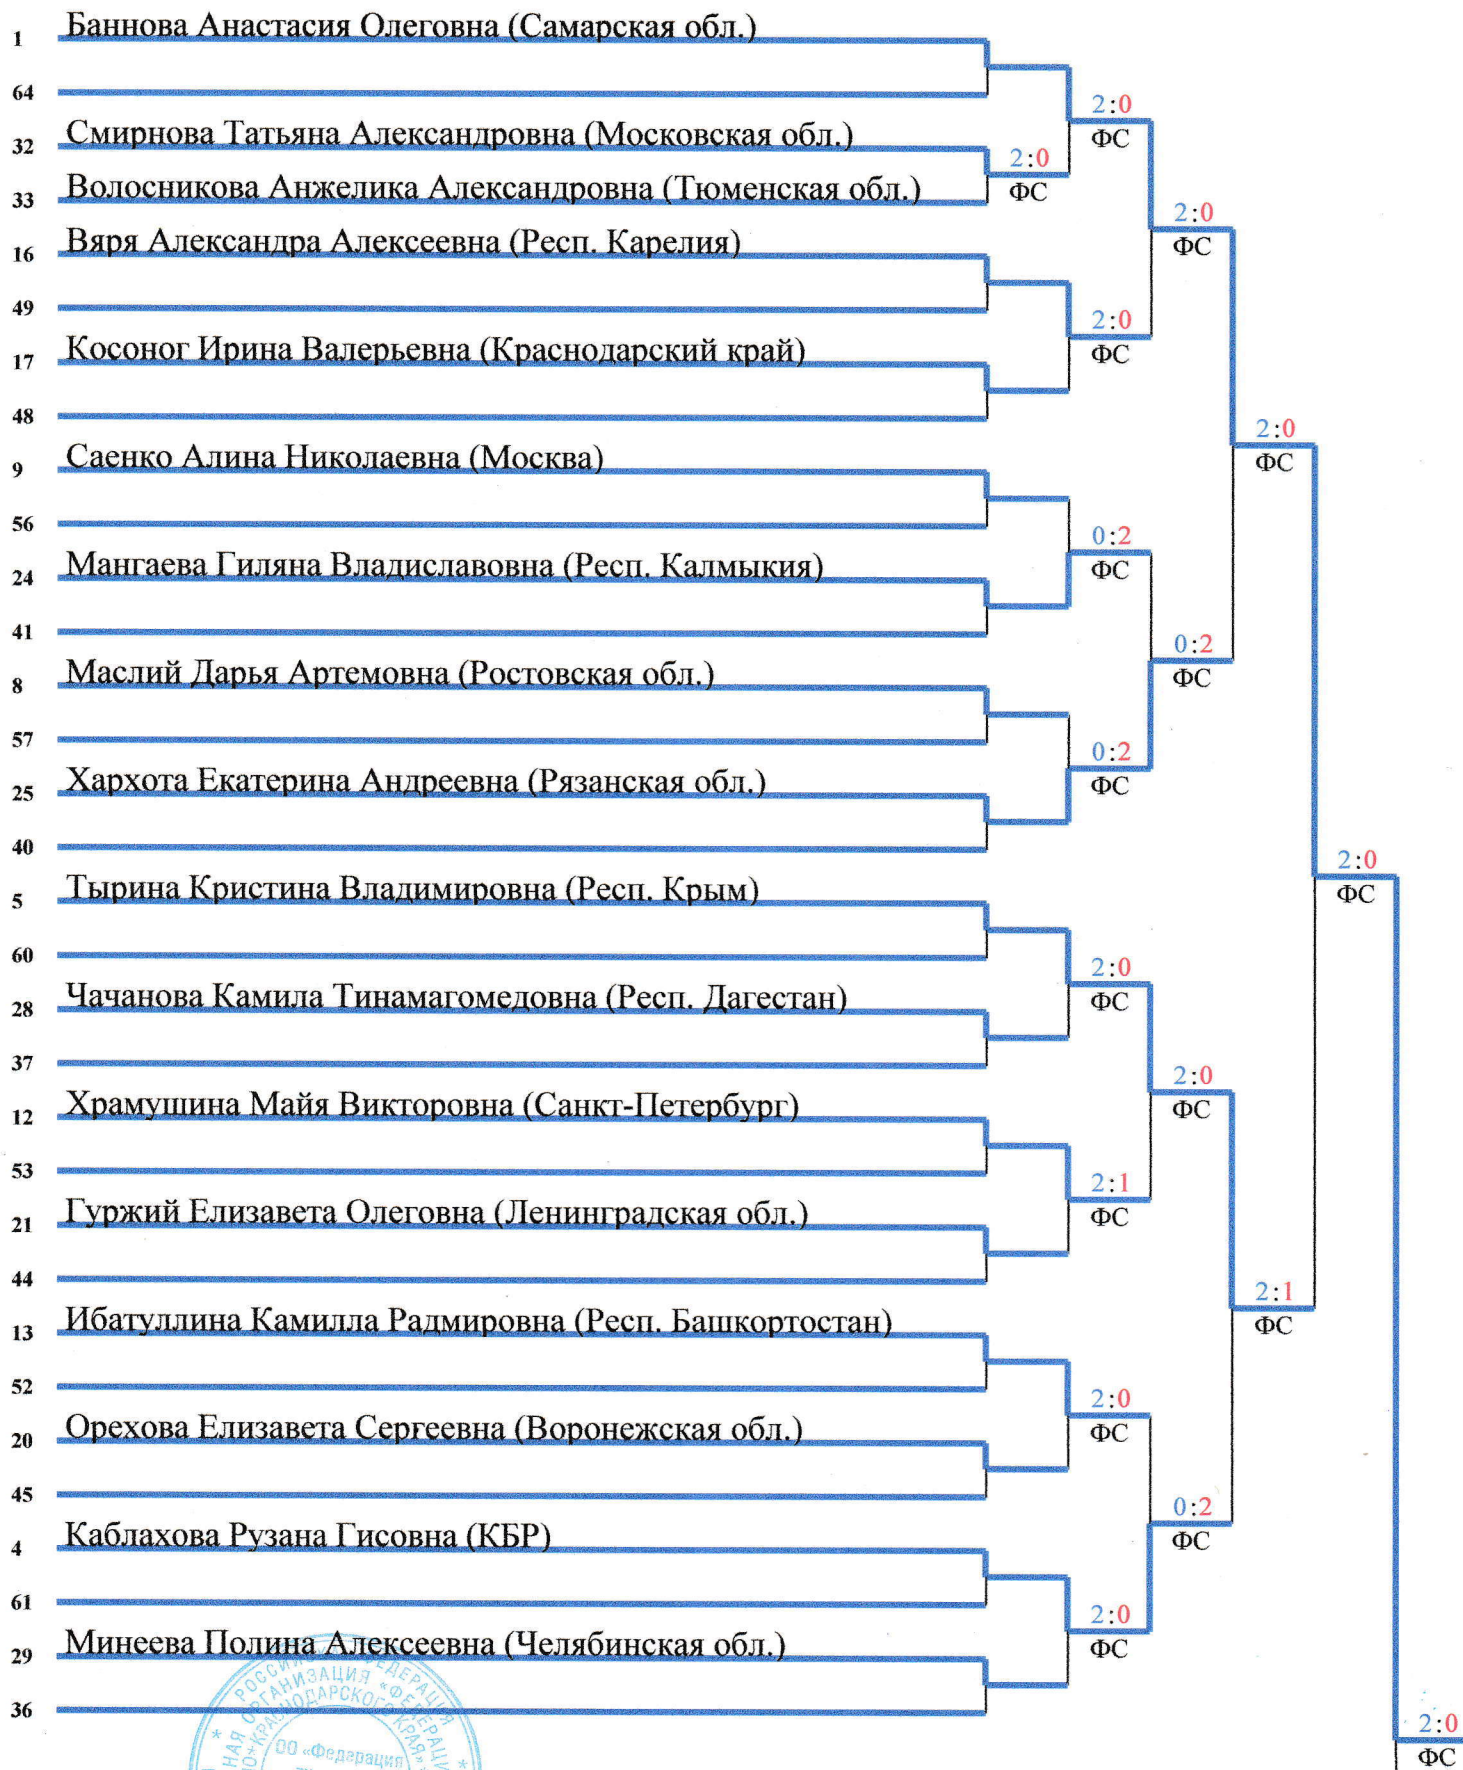 1 Баннова Анастасия Олеговна (Самарская обл.)
64
2:0
ФС
32 Смирнова Татьяна Александровна (Московская обл.)
2:0
ФС
33 Волосникова Анжелика Александровна (Тюменская обл.)
2:0
ФС
16 Вяря Александра Алексеевна (Респ. Карелия)
49
2:0
ФС
17 Косоног Ирина Валерьевна (Краснодарский край)
48
2:0
ФС
9 Саенко Алина Николаевна (Москва)
56
0:2
ФС
24 Мангаева Гиляна Владиславовна (Респ. Калмыкия)
41
0:2
ФС
8 Маслий Дарья Артемовна (Ростовская обл.)
57
0:2
ФС
25 Хархота Екатерина Андреевна (Рязанская обл.)
40
2:0
ФС
5 Тырина Кристина Владимировна (Респ. Крым)
60
2:0
ФС
28 Чачанова Камила Тинамагомедовна (Респ. Дагестан)
37
2:0
ФС
12 Храмушина Майя Викторовна (Санкт-Петербург)
53
2:1
ФС
21 Гуржий Елизавета Олеговна (Ленинградская обл.)
44
2:1
ФС
13 Ибатуллина Камилла Радмировна (Респ. Башкортостан)
52
2:0
ФС
20 Орехова Елизавета Сергеевна (Воронежская обл.)
45
0:2
ФС
4 Каблахова Рузана Гисовна (КБР)
61
2:0
ФС
29 Минеева Полина Алексеевна (Челябинская обл.)
36
2:0
ФС
РОССИЙСКАЯ ФЕДЕРАЦИЯ
ОРГАНИЗАЦИЯ «ФЕДЕРАЦИ
КРАСНОДАРСКОГО КРАЯ»
ОО «Федерация